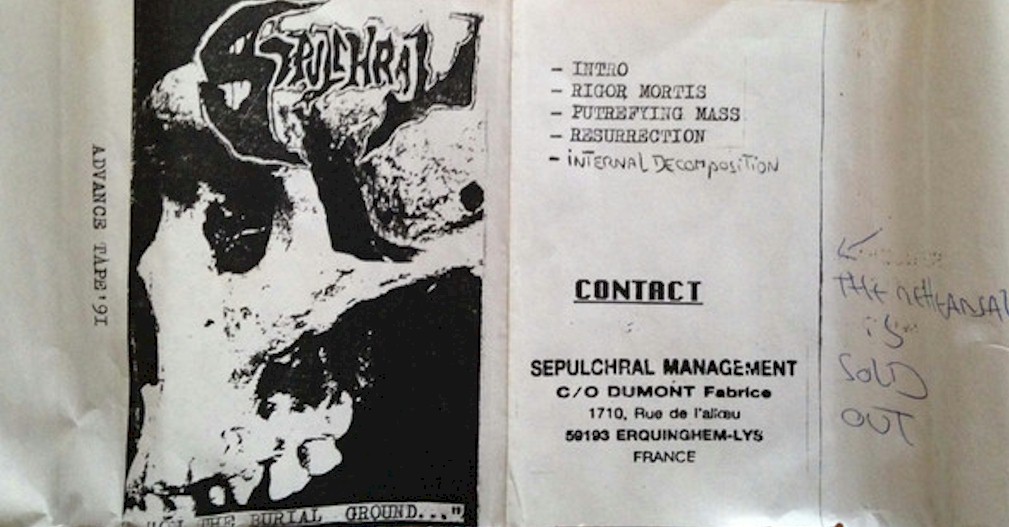 ADVANCE TAPE'91
SEPULCHRAL
"ON THE BURIAL GROUND..."
- INTRO
- RIGOR MORTIS
- PUTREFYING MASS
- RESURRECTION
- INTERNAL DECOMPOSITION
CONTACT
SEPULCHRAL MANAGEMENT
C/O DUMONT Fabrice
1710, Rue de l'alloeu
59193 ERQUINGHEM-LYS
FRANCE
THE REHEARSAL
is
SOLD
OUT